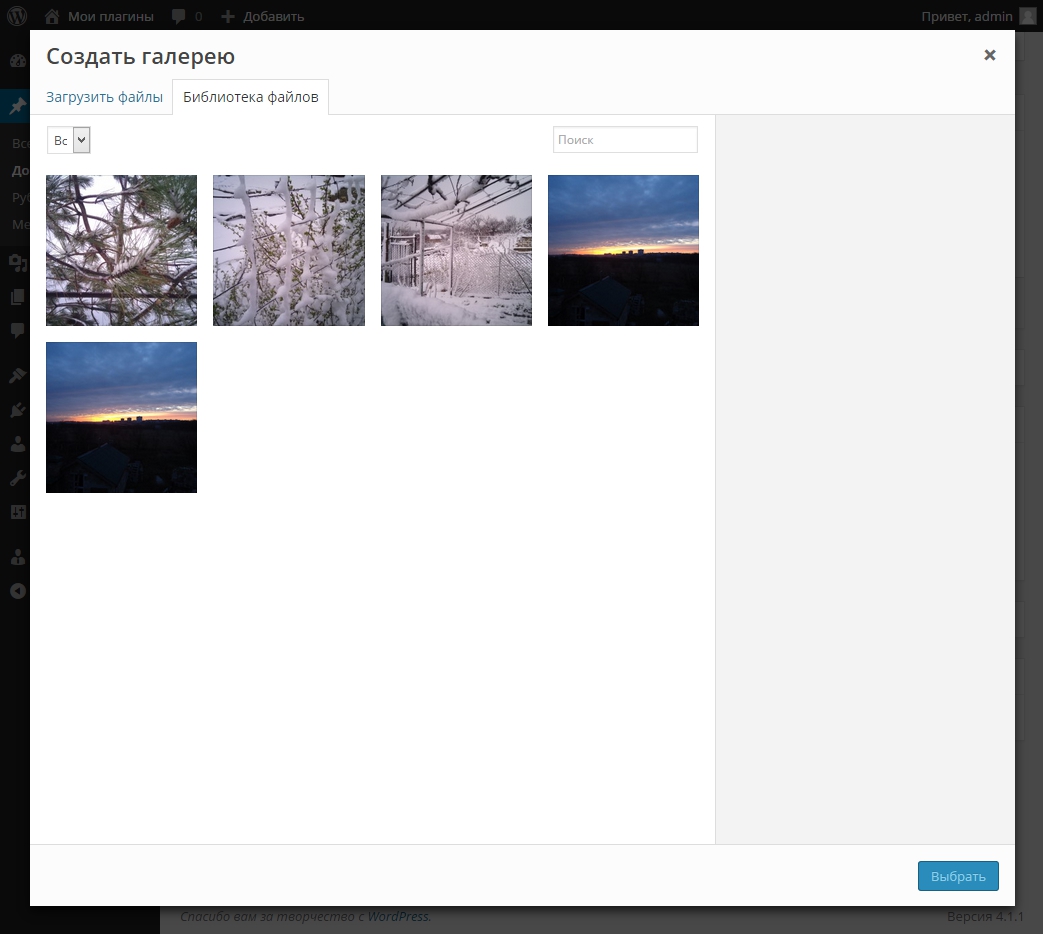 Мои плагины
0
Добавить
Привет, admin
Создать галерею
Загрузить файлы
Библиотека файлов
Вс
Поиск
Все
До
Руб
Ме
Выбрать
Спасибо вам за творчество с WordPress.
Версия 4.1.1